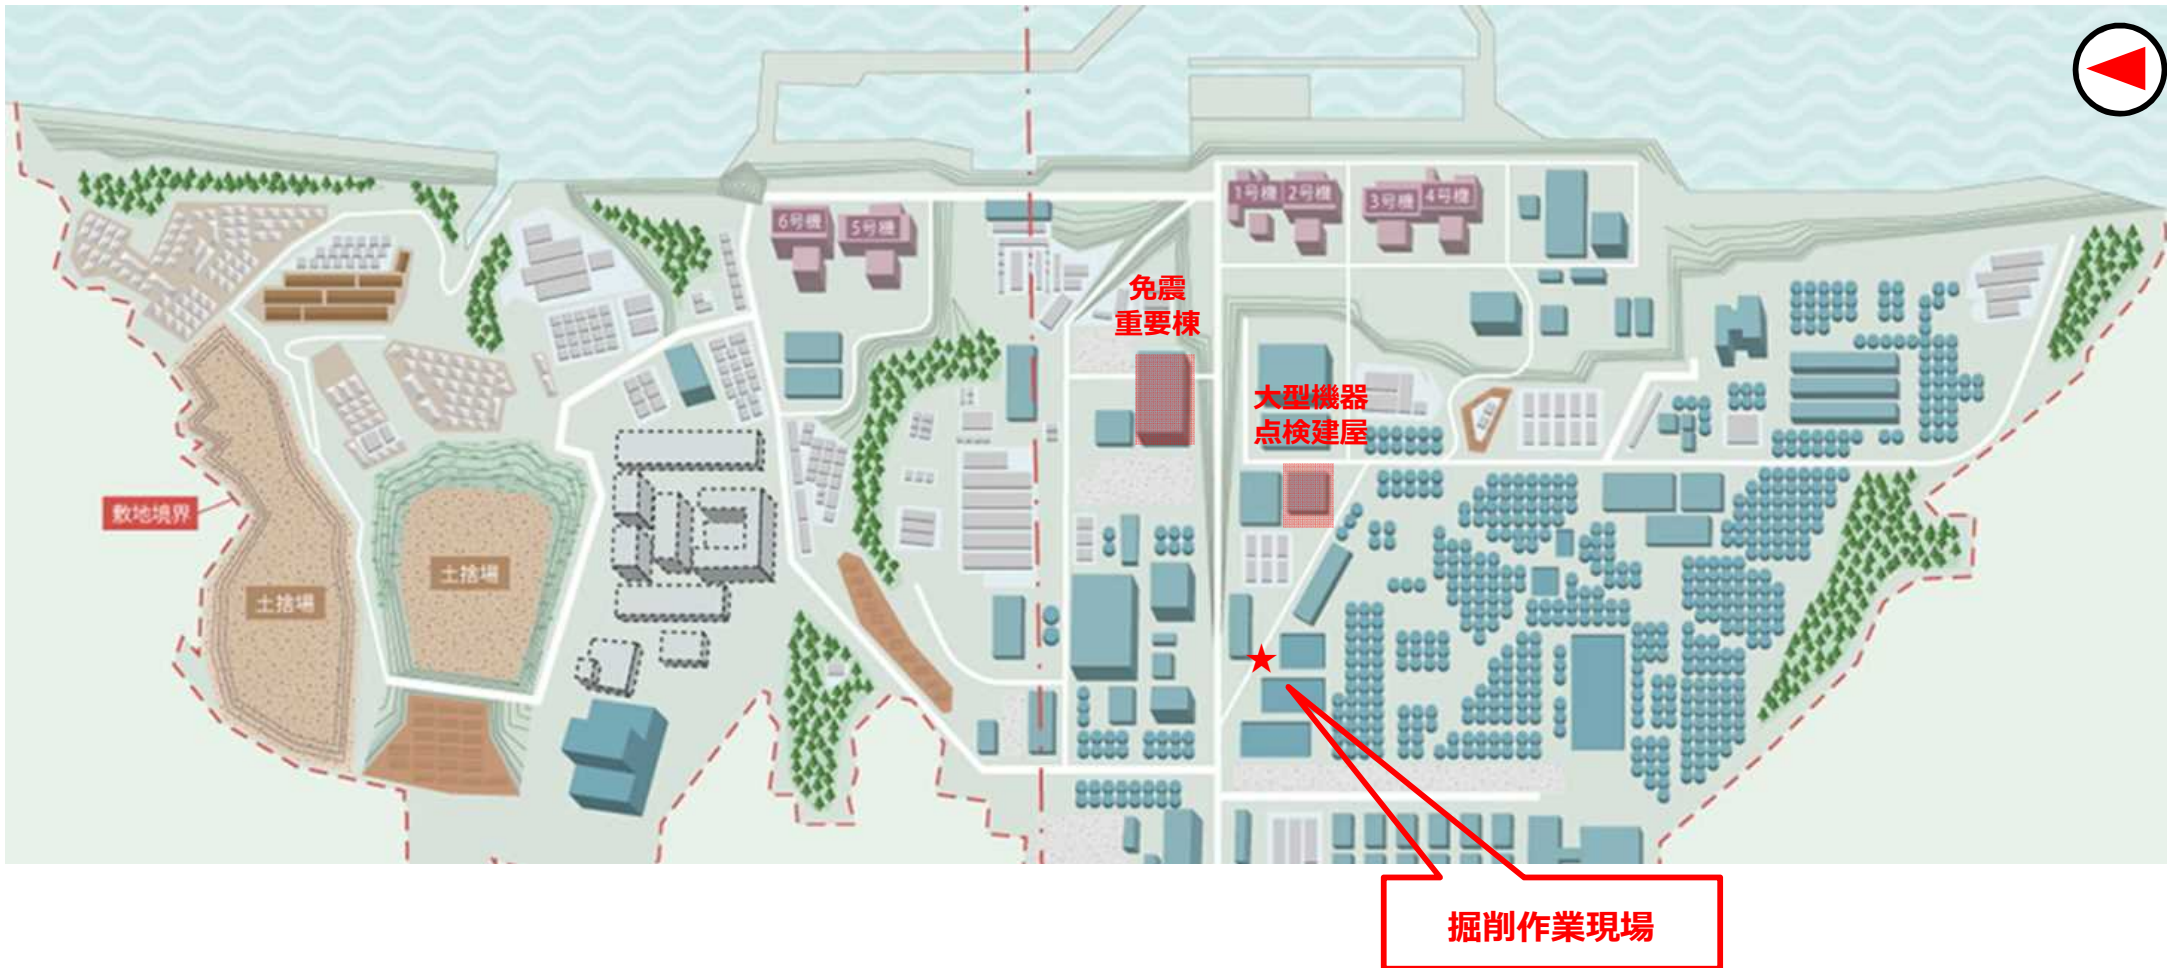 6号機
5号機
1号機
2号機
3号機
4号機
免震
重要棟
大型機器
点検建屋
敷地境界
土捨場
土捨場
掘削作業現場